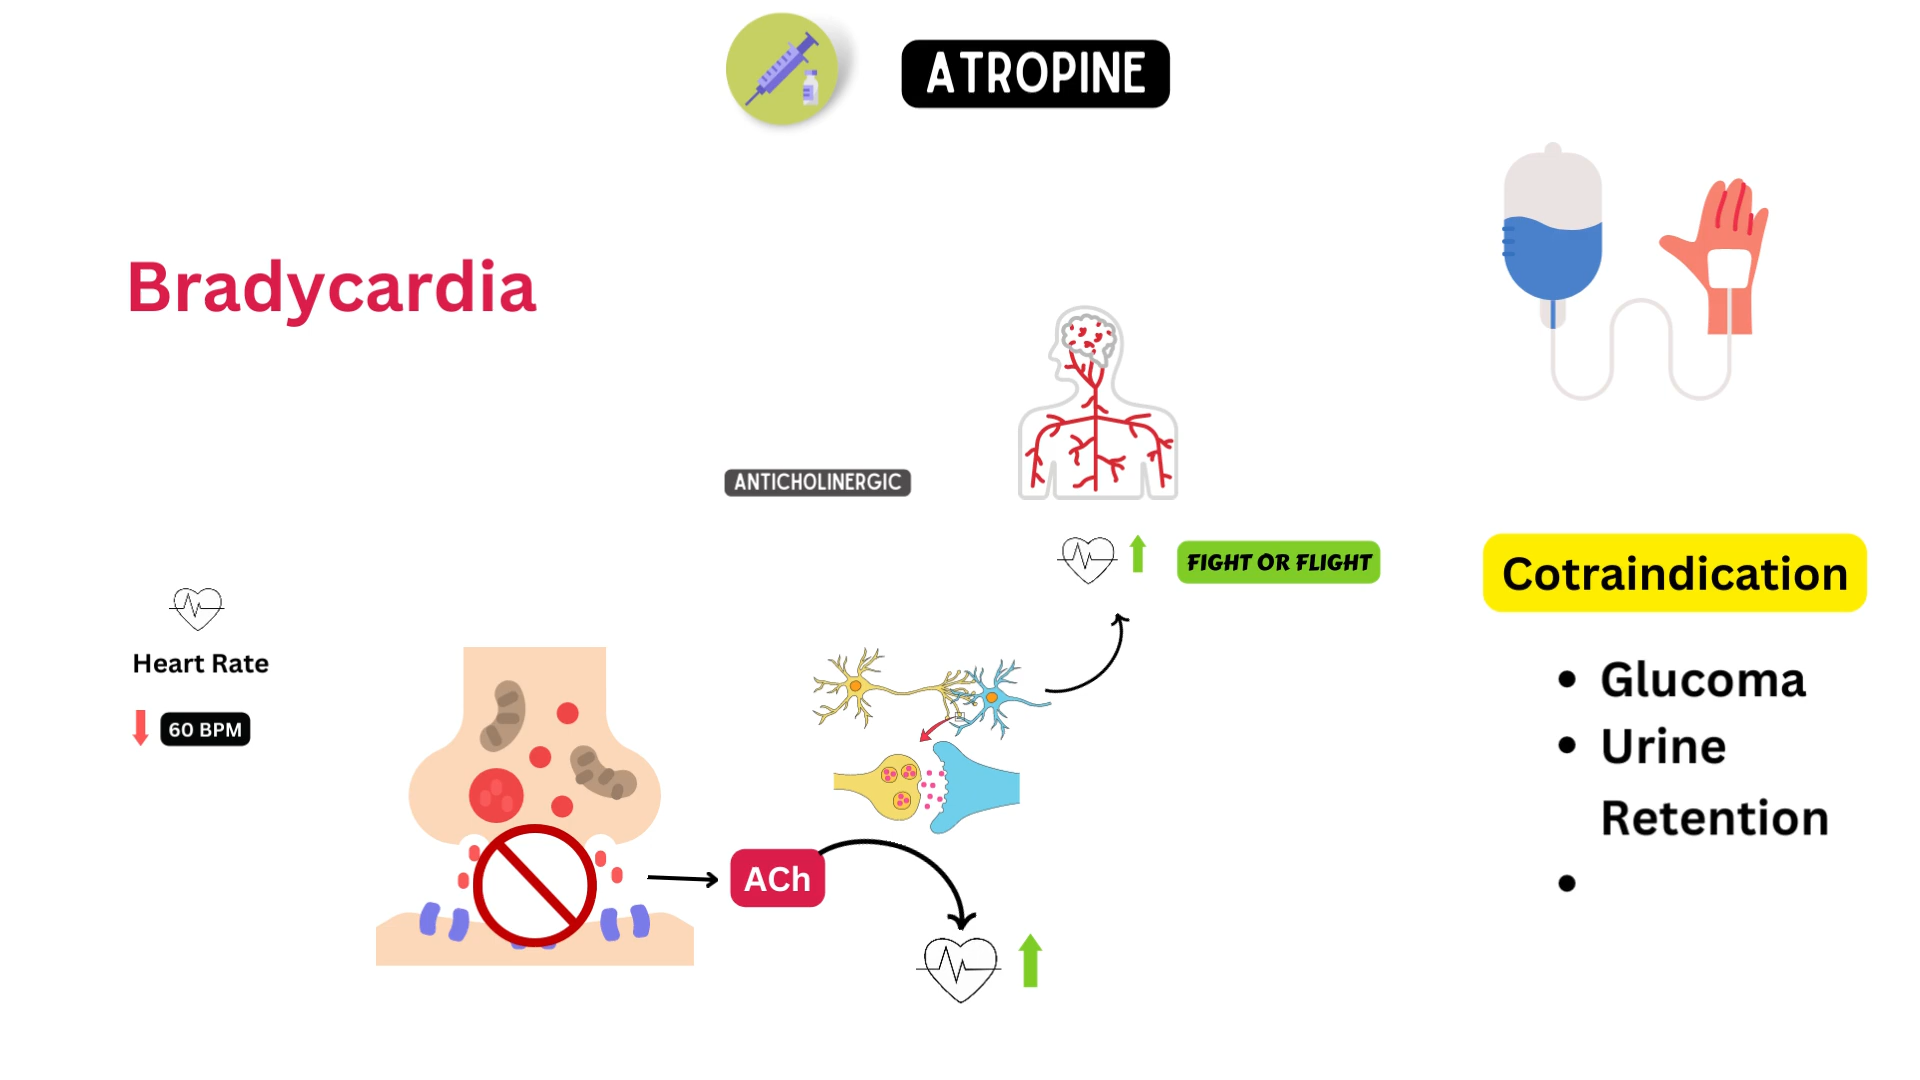 ATROPINE
Bradycardia
ANTICHOLINERGIC
FIGHT OR FLIGHT
Heart Rate
60 BPM
ACh
Cotraindication
• Glucoma
• Urine
Retention
•